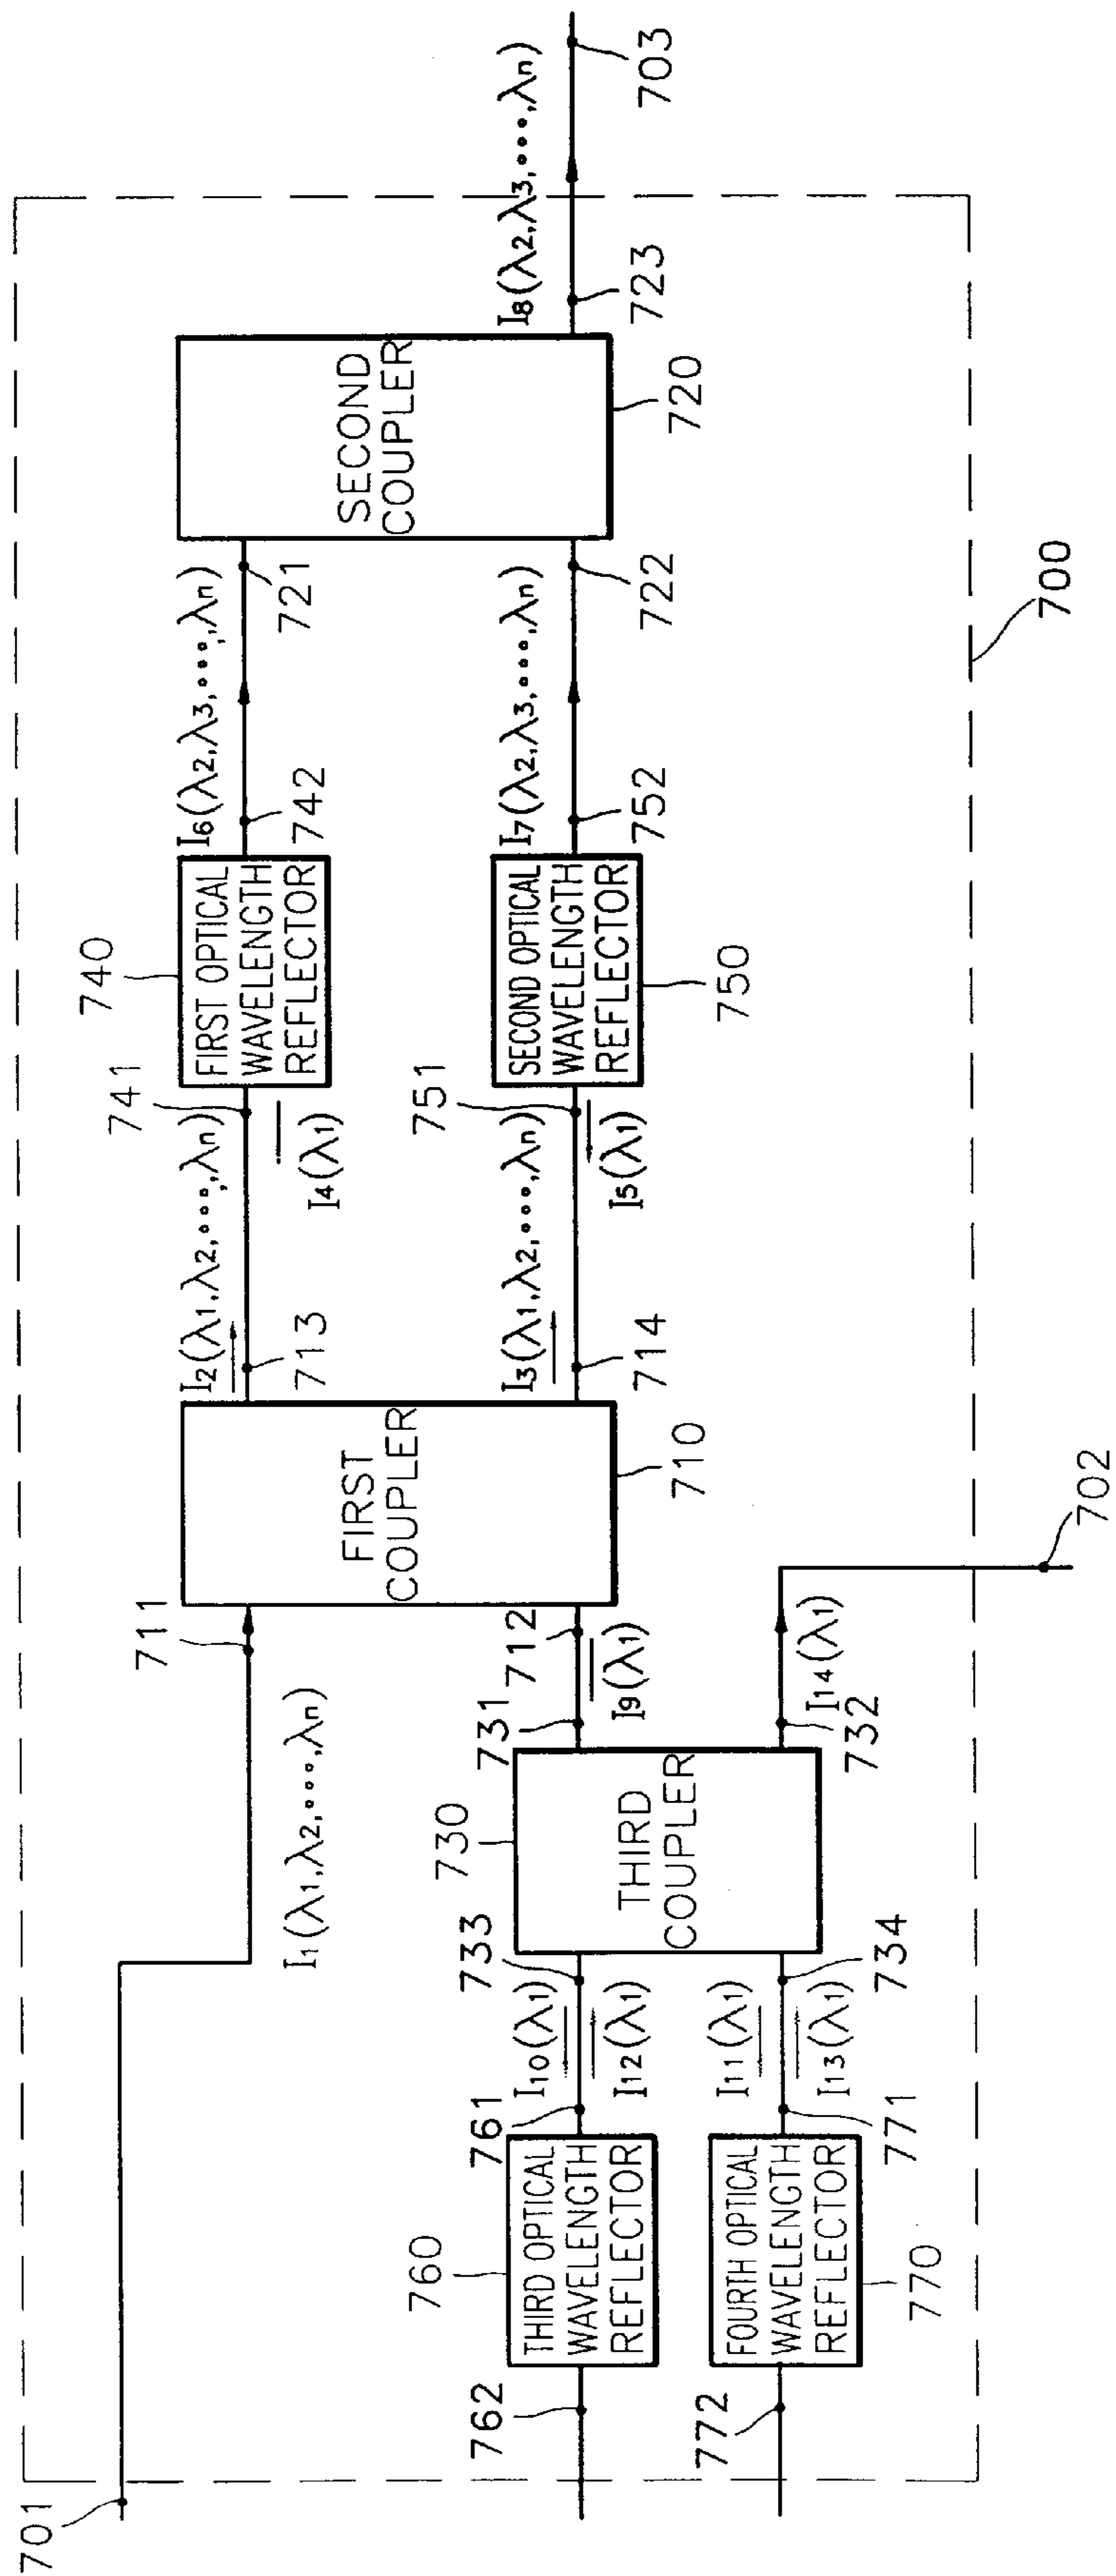 701
I1(λ1,λ2,•••,λn)
711
FIRST
COUPLER
710
I2(λ1,λ2,•••,λn)
713
741
740
FIRST OPTICAL
WAVELENGTH
REFLECTOR
I4(λ1)
I6(λ2,λ3,•••,λn)
742
721
SECOND
COUPLER
720
I8(λ2,λ3,•••,λn)
723
703
I3(λ1,λ2,•••,λn)
714
751
I5(λ1)
SECOND OPTICAL
WAVELENGTH
REFLECTOR
750
I7(λ2,λ3,•••,λn)
752
722
762
760
THIRD OPTICAL
WAVELENGTH
REFLECTOR
761
I10(λ1)
I12(λ1)
733
730
THIRD
COUPLER
731
712
I9(λ1)
772
FOURTH OPTICAL
WAVELENGTH
REFLECTOR
770
771
I11(λ1)
I13(λ1)
734
732
I14(λ1)
702
700